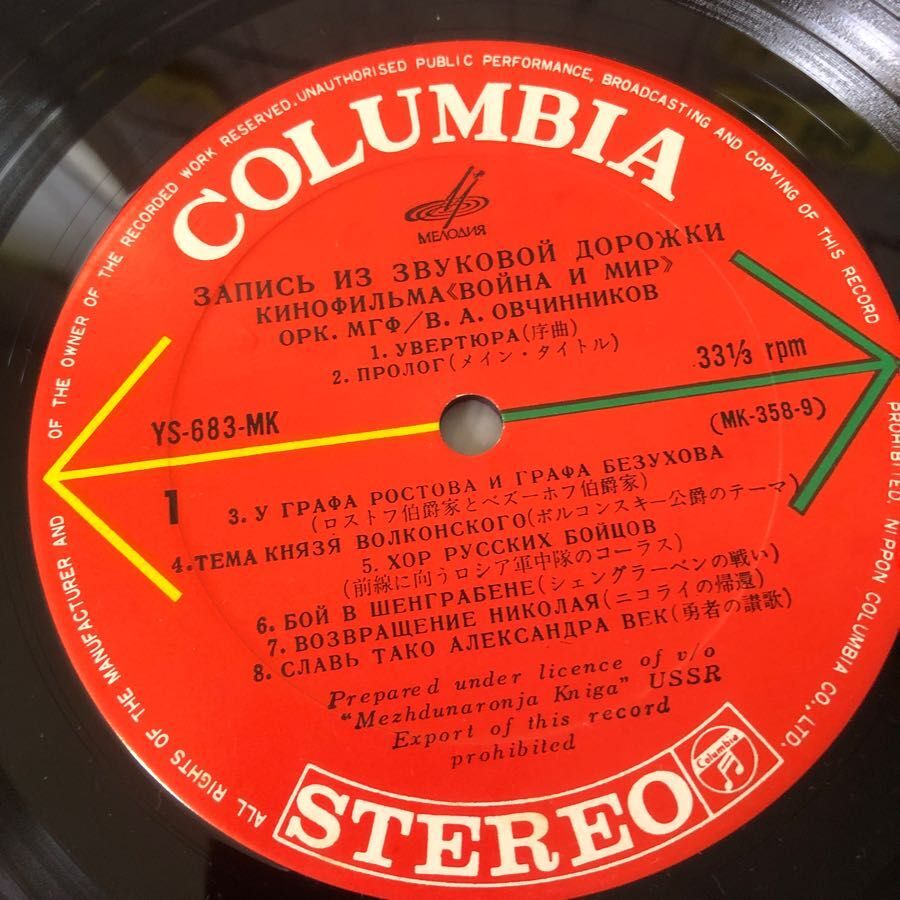 ALL RIGHTS OF THE MANUFACTURER AND OF THE OWNER OF THE RECORDED WORK RESERVED. UNAUTHORISED PUBLIC PERFORMANCE, BROADCASTING AND COPYING OF THIS RECORD PROHIBITED. NIPPON COLUMBIA CO., LTD.
COLUMBIA
МЕЛОДИЯ
ЗАПИСЬ ИЗ ЗВУКОВОЙ ДОРОЖКИ
КИНОФИЛЬМА《ВОЙНА И МИР》
ОРК. МГФ/В. А. ОВЧИННИКОВ
1. УВЕРТЮРА(序曲)
2. ПРОЛОГ(メイン・タイトル)
33⅓ rpm
YS-683-MK
(MK-358-9)
1
3. У ГРАФА РОСТОВА И ГРАФА БЕЗУХОВА
(ロストフ伯爵家とベズーホフ伯爵家)
4. ТЕМА КНЯЗЯ ВОЛКОНСКОГО(ボルコンスキー公爵のテーマ)
5. ХОР РУССКИХ БОЙЦОВ
(前線に向うロシア軍中隊のコーラス)
6. БОЙ В ШЕНГРАБЕНЕ(シェングラーベンの戦い)
7. ВОЗВРАЩЕНИЕ НИКОЛАЯ(ニコライの帰還)
8. СЛАВЬ ТАКО АЛЕКСАНДРА ВЕК(勇者の讃歌)
Prepared under licence of v/o
"Mezhdunaronja Kniga" USSR
Export of this record
prohibited
STEREO
Columbia